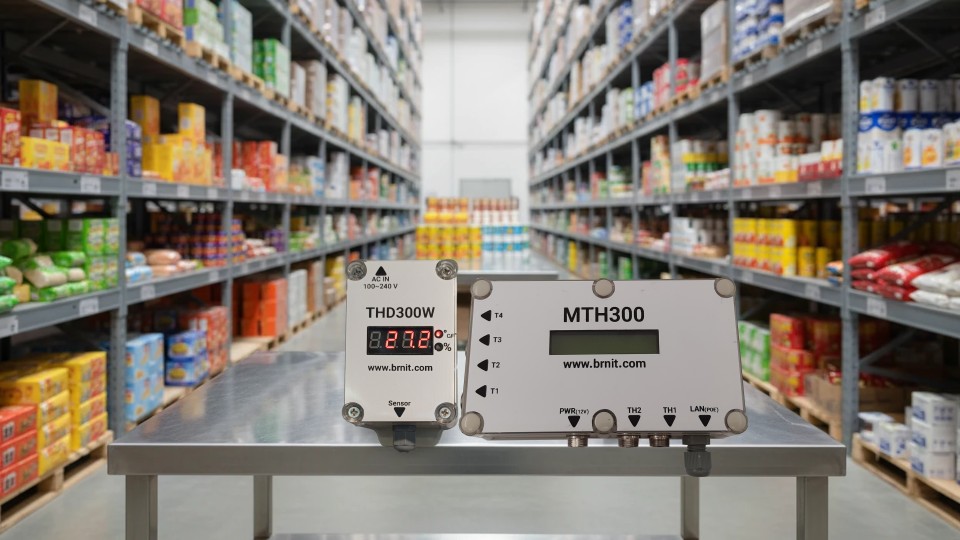 AC IN
100~240 V
THD300W
27.2
°C/F
%
www.brnit.com
Sensor
MTH300
www.brnit.com
T4
T3
T2
T1
PWR(12V)
TH2
TH1
LAN(POE)